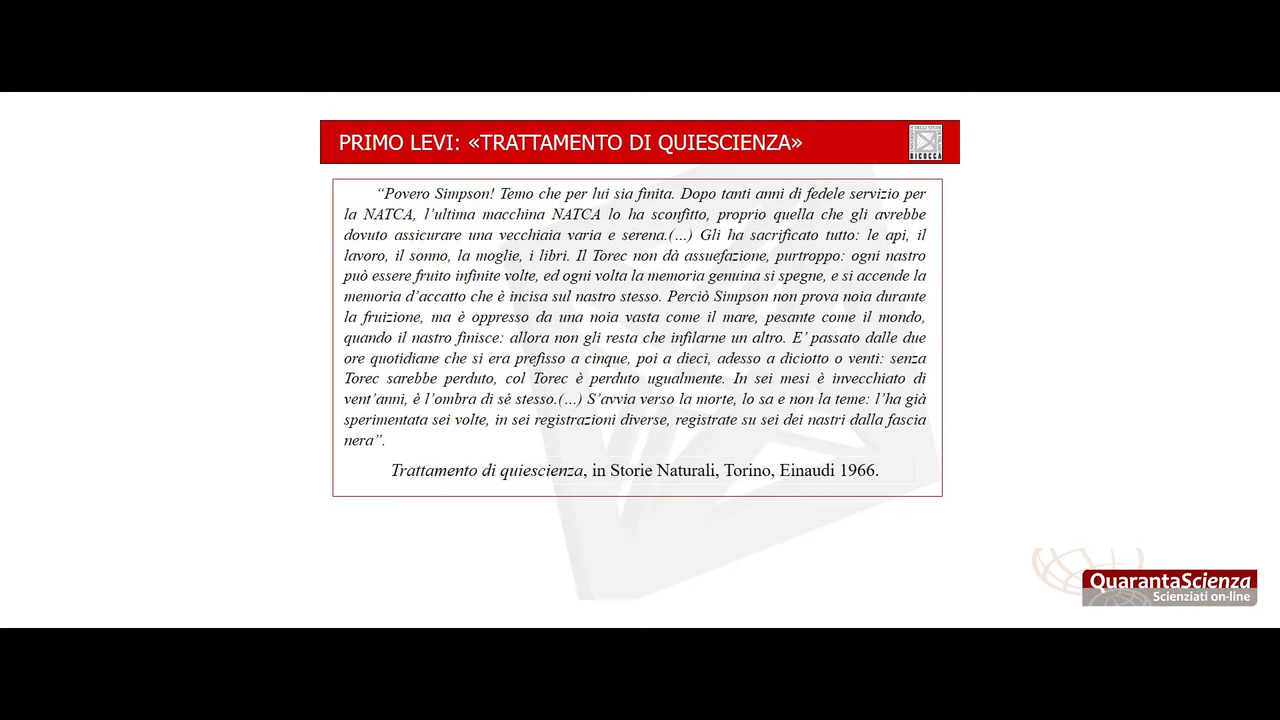 PRIMO LEVI: «TRATTAMENTO DI QUIESCIENZA»
BICOCCA
“Povero Simpson! Temo che per lui sia finita. Dopo tanti anni di fedele servizio per
la NATCA, l’ultima macchina NATCA lo ha sconfitto, proprio quella che gli avrebbe
dovuto assicurare una vecchiaia varia e serena.(…) Gli ha sacrificato tutto: le api, il
lavoro, il sonno, la moglie, i libri. Il Torec non dà assuefazione, purtroppo: ogni nastro
può essere fruito infinite volte, ed ogni volta la memoria genuina si spegne, e si accende la
memoria d’accatto che è incisa sul nastro stesso. Perciò Simpson non prova noia durante
la fruizione, ma è oppresso da una noia vasta come il mare, pesante come il mondo,
quando il nastro finisce: allora non gli resta che infilarne un altro. E’ passato dalle due
ore quotidiane che si era prefisso a cinque, poi a dieci, adesso a diciotto o venti: senza
Torec sarebbe perduto, col Torec è perduto ugualmente. In sei mesi è invecchiato di
vent’anni, è l’ombra di sé stesso.(…) S’avvia verso la morte, lo sa e non la teme: l’ha già
sperimentata sei volte, in sei registrazioni diverse, registrate su sei dei nastri dalla fascia
nera”.
Trattamento di quiescienza, in Storie Naturali, Torino, Einaudi 1966.
QuarantaScienza
Scienziati on-line